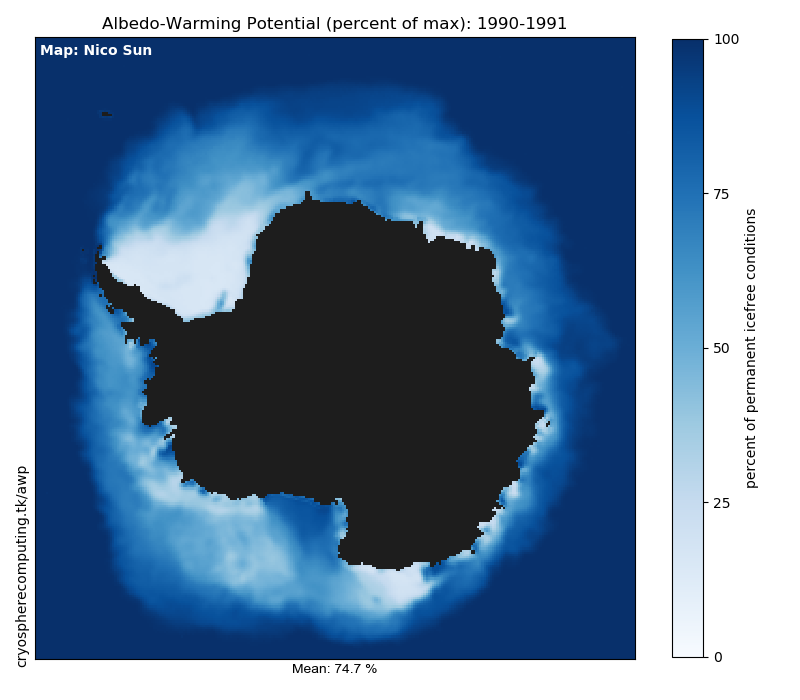 Albedo-Warming Potential (percent of max): 1990-1991
Map: Nico Sun
100
75
50
25
0
percent of permanent icefree conditions
cryospherecomputing.tk/awp
Mean: 74.7 %